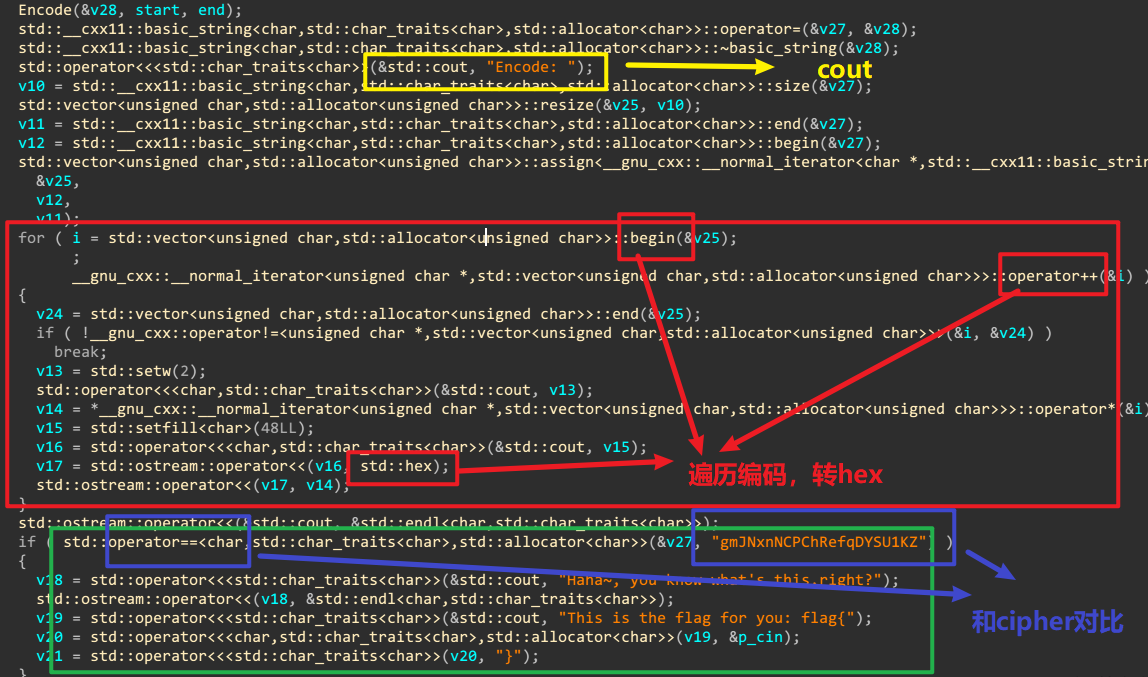 Encode(&v28, start, end);
std::__cxx11::basic_string<char,std::char_traits<char>,std::allocator<char>>::operator=(&v27, &v28);
std::__cxx11::basic_string<char,std::char_traits<char>,std::allocator<char>>::~basic_string(&v28);
std::operator<<<std::char_traits<char>>(&std::cout, "Encode: ");
cout
v10 = std::__cxx11::basic_string<char,std::char_traits<char>,std::allocator<char>>::size(&v27);
std::vector<unsigned char,std::allocator<unsigned char>>::resize(&v25, v10);
v11 = std::__cxx11::basic_string<char,std::char_traits<char>,std::allocator<char>>::end(&v27);
v12 = std::__cxx11::basic_string<char,std::char_traits<char>,std::allocator<char>>::begin(&v27);
std::vector<unsigned char,std::allocator<unsigned char>>::assign<__gnu_cxx::__normal_iterator<char *,std::__cxx11::basic_strin
&v25,
v12,
v11);
for ( i = std::vector<unsigned char,std::allocator<unsigned char>>::begin(&v25);
;
__gnu_cxx::__normal_iterator<unsigned char *,std::vector<unsigned char,std::allocator<unsigned char>>>::operator++(&i) )
{
v24 = std::vector<unsigned char,std::allocator<unsigned char>>::end(&v25);
if ( !__gnu_cxx::operator!=<unsigned char *,std::vector<unsigned char,std::allocator<unsigned char>>>(&i, &v24) )
break;
v13 = std::setw(2);
std::operator<<<char,std::char_traits<char>>(&std::cout, v13);
v14 = *__gnu_cxx::__normal_iterator<unsigned char *,std::vector<unsigned char,std::allocator<unsigned char>>>::operator*(&i)
v15 = std::setfill<char>(48LL);
v16 = std::operator<<<char,std::char_traits<char>>(&std::cout, v15);
v17 = std::ostream::operator<<(v16, std::hex);
遍历编码，转hex
std::ostream::operator<<(v17, v14);
}
std::ostream::operator<<(&std::cout, &std::endl<char,std::char_traits<char>>);
if ( std::operator==<char,std::char_traits<char>,std::allocator<char>>(&v27, "gmJNxnNCPChRefqDYSU1KZ") )
{
v18 = std::operator<<<std::char_traits<char>>(&std::cout, "Haha~, you know what's this,right?");
std::ostream::operator<<(v18, &std::endl<char,std::char_traits<char>>);
v19 = std::operator<<<std::char_traits<char>>(&std::cout, "This is the flag for you: flag{");
和cipher对比
v20 = std::operator<<<char,std::char_traits<char>,std::allocator<char>>(v19, &p_cin);
v21 = std::operator<<<std::char_traits<char>>(v20, "}");
}